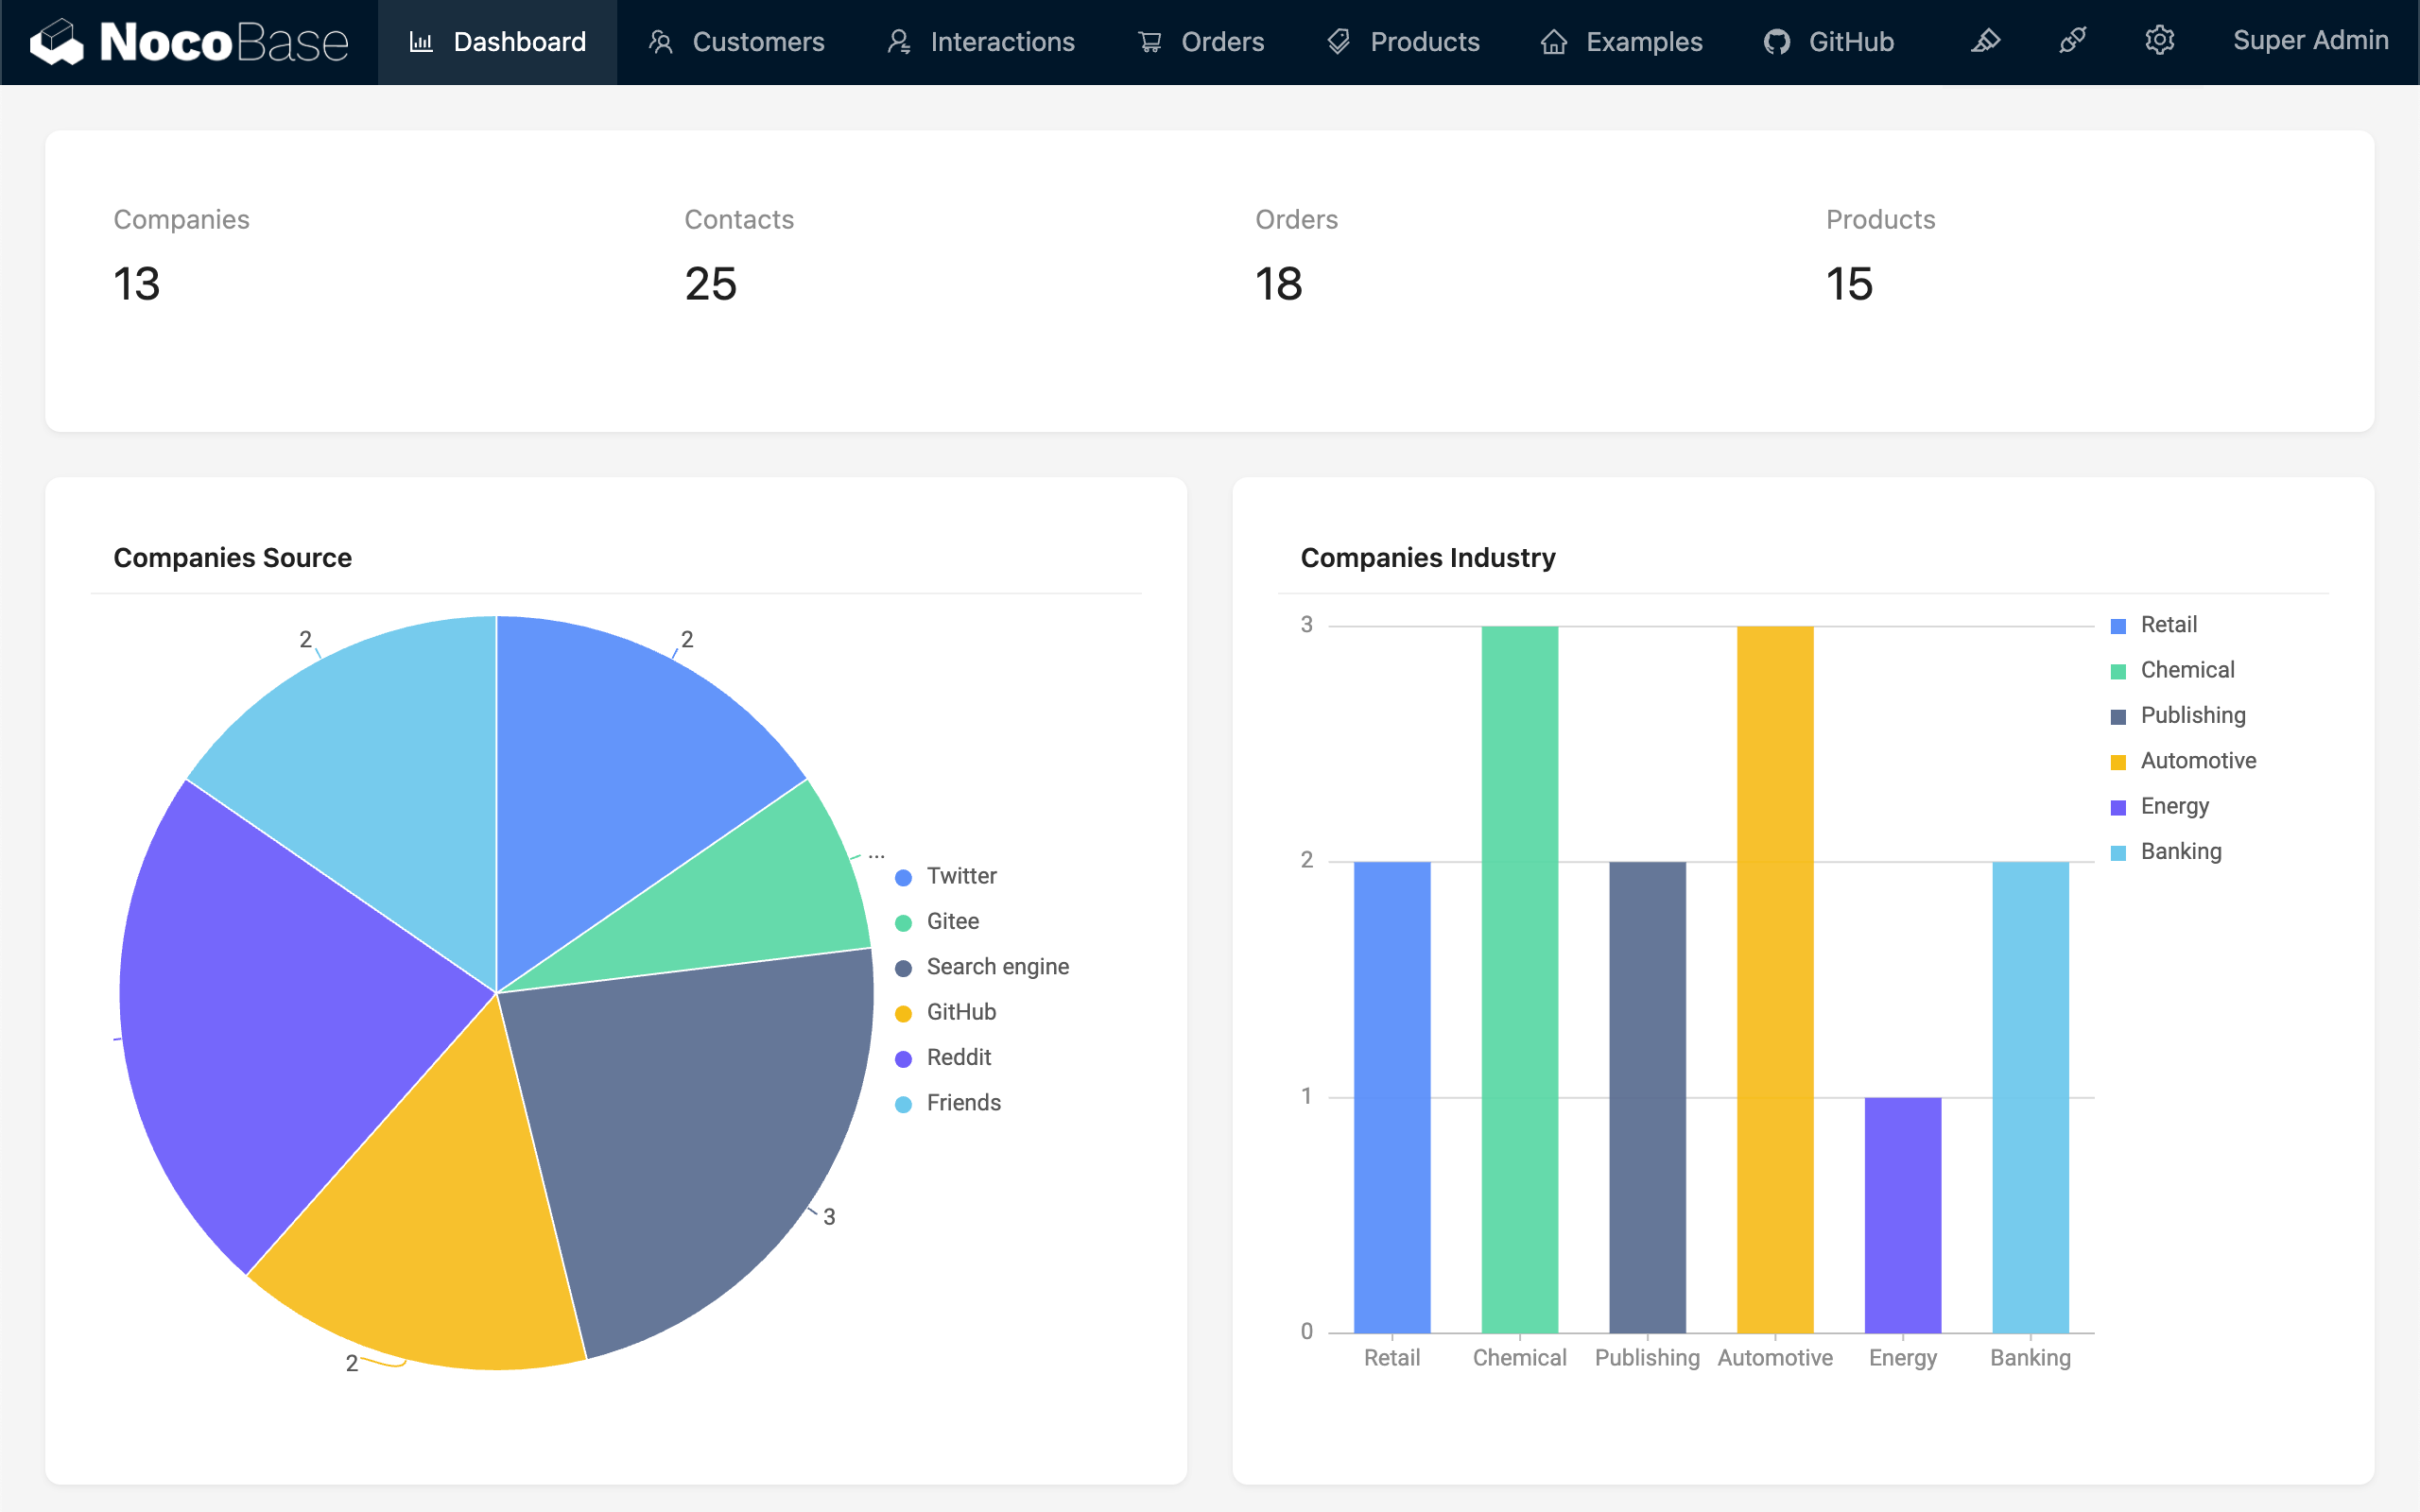 NocoBase Dashboard Customers Interactions Orders Products Examples GitHub Super Admin
Companies Contacts Orders Products
13 25 18 15
Companies Source
2 2
...
Twitter
Gitee
Search engine
GitHub
Reddit
Friends
3
2
Companies Industry
3
2
1
0
Retail Chemical Publishing Automotive Energy Banking
Retail
Chemical
Publishing
Automotive
Energy
Banking